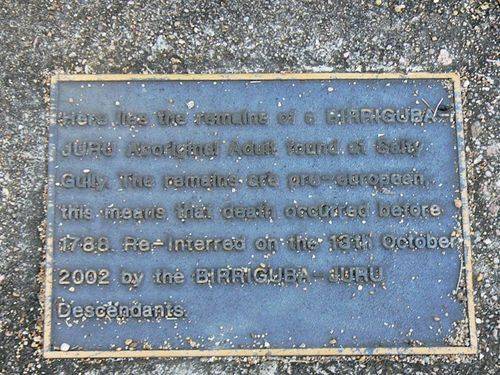 Here lies the remains of a BIRRIGUBA-
JURU Aboriginal Adult found at Salty
Gully. The remains are pre-european,
this means that death occurred before
1788. Re-interred on the 13th October
2002 by the BIRRIGUBA-JURU
Descendants.